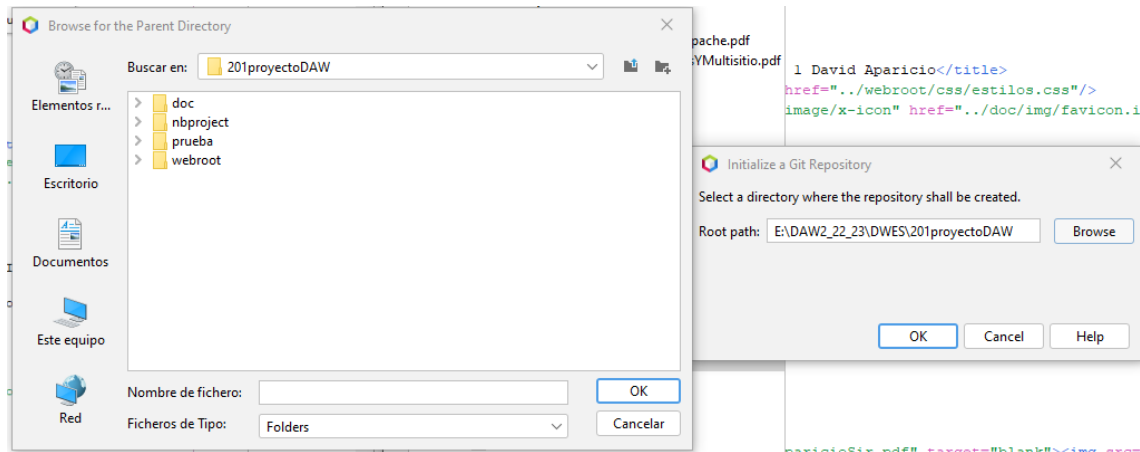 Browse for the Parent Directory
Buscar en:
201proyectoDAW
Elementos r...
Escritorio
Documentos
Este equipo
Red
doc
nbproject
prueba
webroot
Nombre de fichero:
OK
Ficheros de Tipo:
Folders
Cancelar
pache.pdf
YMultisitio.pdf
1 David Aparicio</title>
href="../webroot/css/estilos.css"/>
image/x-icon" href="../doc/img/favicon.i
Initialize a Git Repository
Select a directory where the repository shall be created.
Root path:
E:\DAW2_22_23\DWES\201proyectoDAW
Browse
OK
Cancel
Help